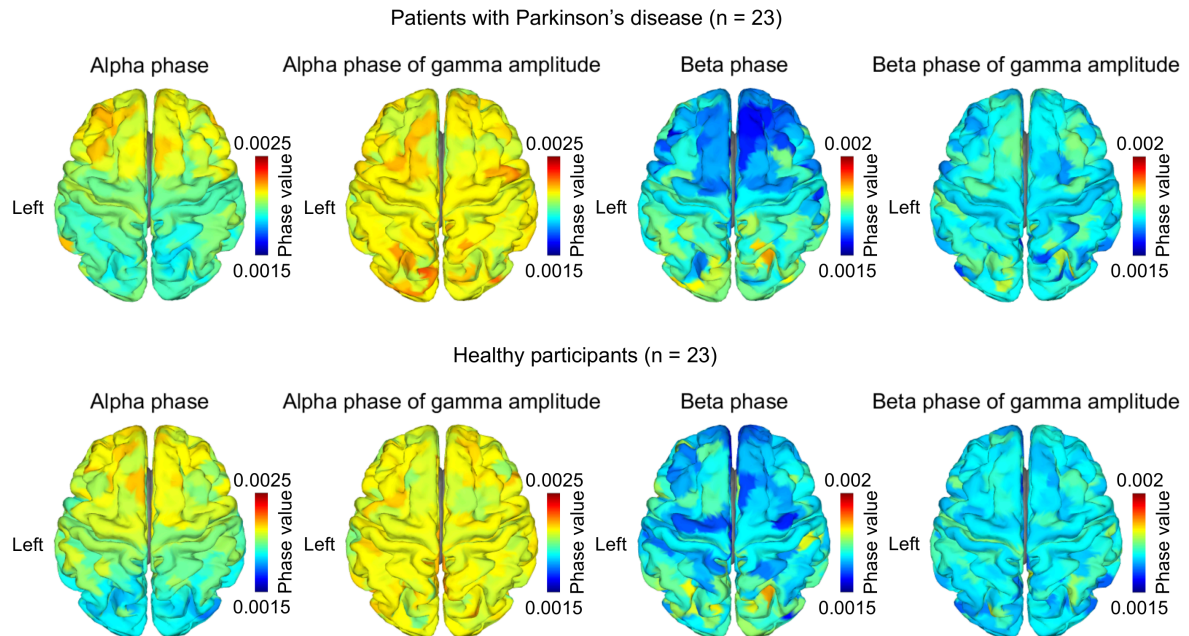 Patients with Parkinson’s disease (n = 23)
Alpha phase
Alpha phase of gamma amplitude
Beta phase
Beta phase of gamma amplitude
Left
0.0025
Phase value
0.0015
Left
0.0025
Phase value
0.0015
Left
0.002
Phase value
0.0015
0.002
Phase value
0.0015
Left
Healthy participants (n = 23)
Alpha phase
Alpha phase of gamma amplitude
Beta phase
Beta phase of gamma amplitude
Left
0.0025
Phase value
0.0015
Left
0.0025
Phase value
0.0015
Left
0.002
Phase value
0.0015
Left
0.002
Phase value
0.0015